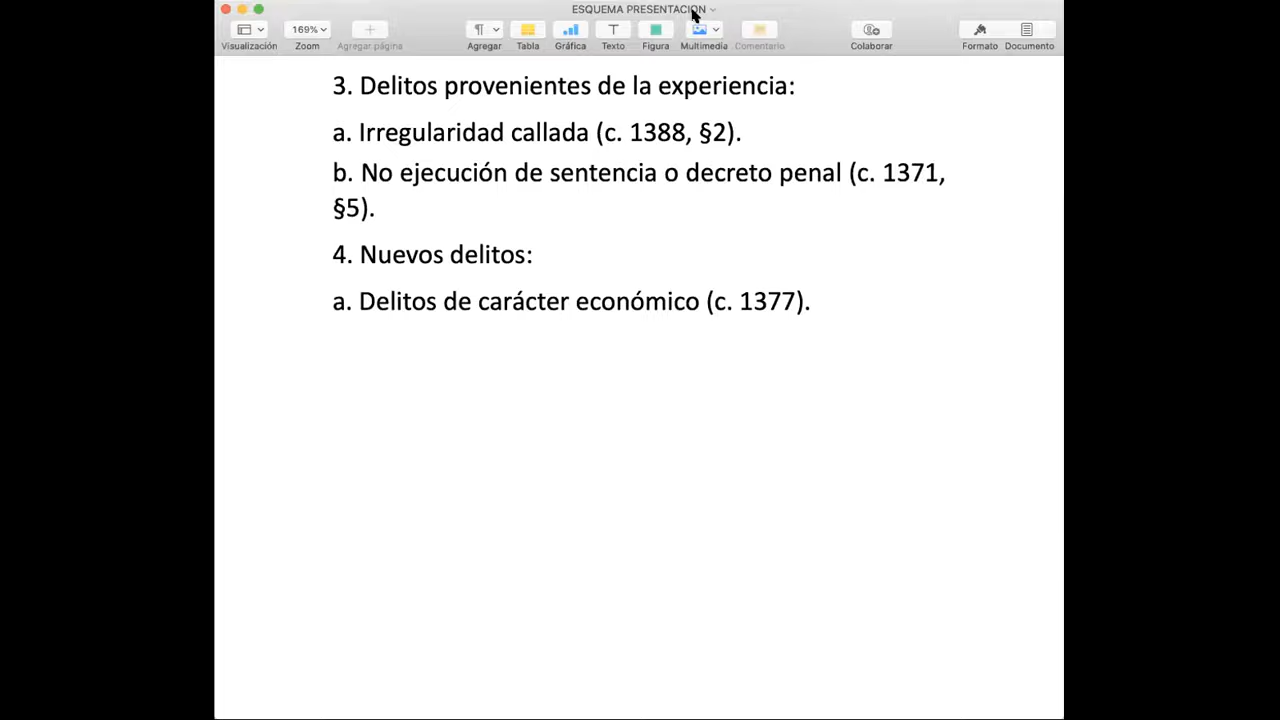 ESQUEMA PRESENTACION
169%
Visualización Zoom Agregar página Agregar Tabla Gráfica Texto Figura Multimedia Comentario Colaborar Formato Documento
3. Delitos provenientes de la experiencia:
a. Irregularidad callada (c. 1388, §2).
b. No ejecución de sentencia o decreto penal (c. 1371,
§5).
4. Nuevos delitos:
a. Delitos de carácter económico (c. 1377).